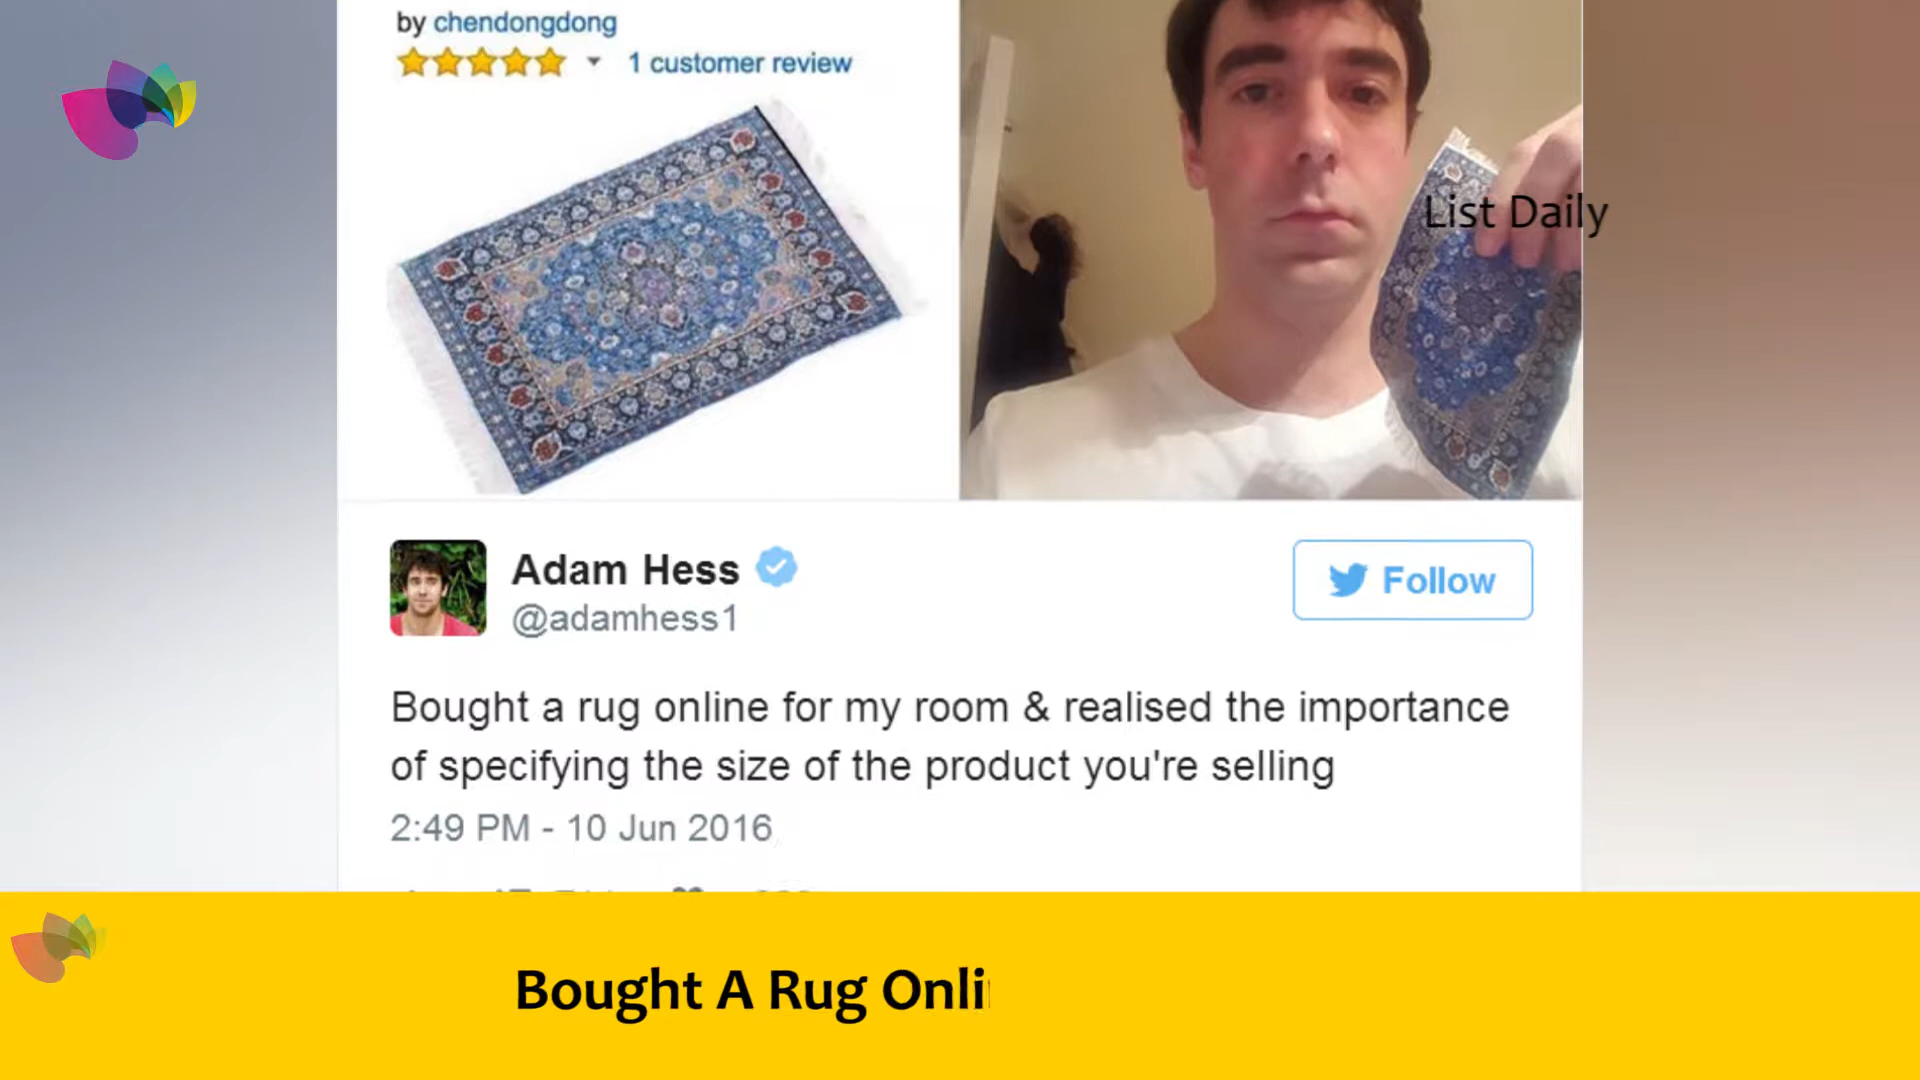 by chendongdong
1 customer review
List Daily
Adam Hess
@adamhess1
Follow
Bought a rug online for my room & realised the importance
of specifying the size of the product you're selling
2:49 PM - 10 Jun 2016
Bought A Rug Onli